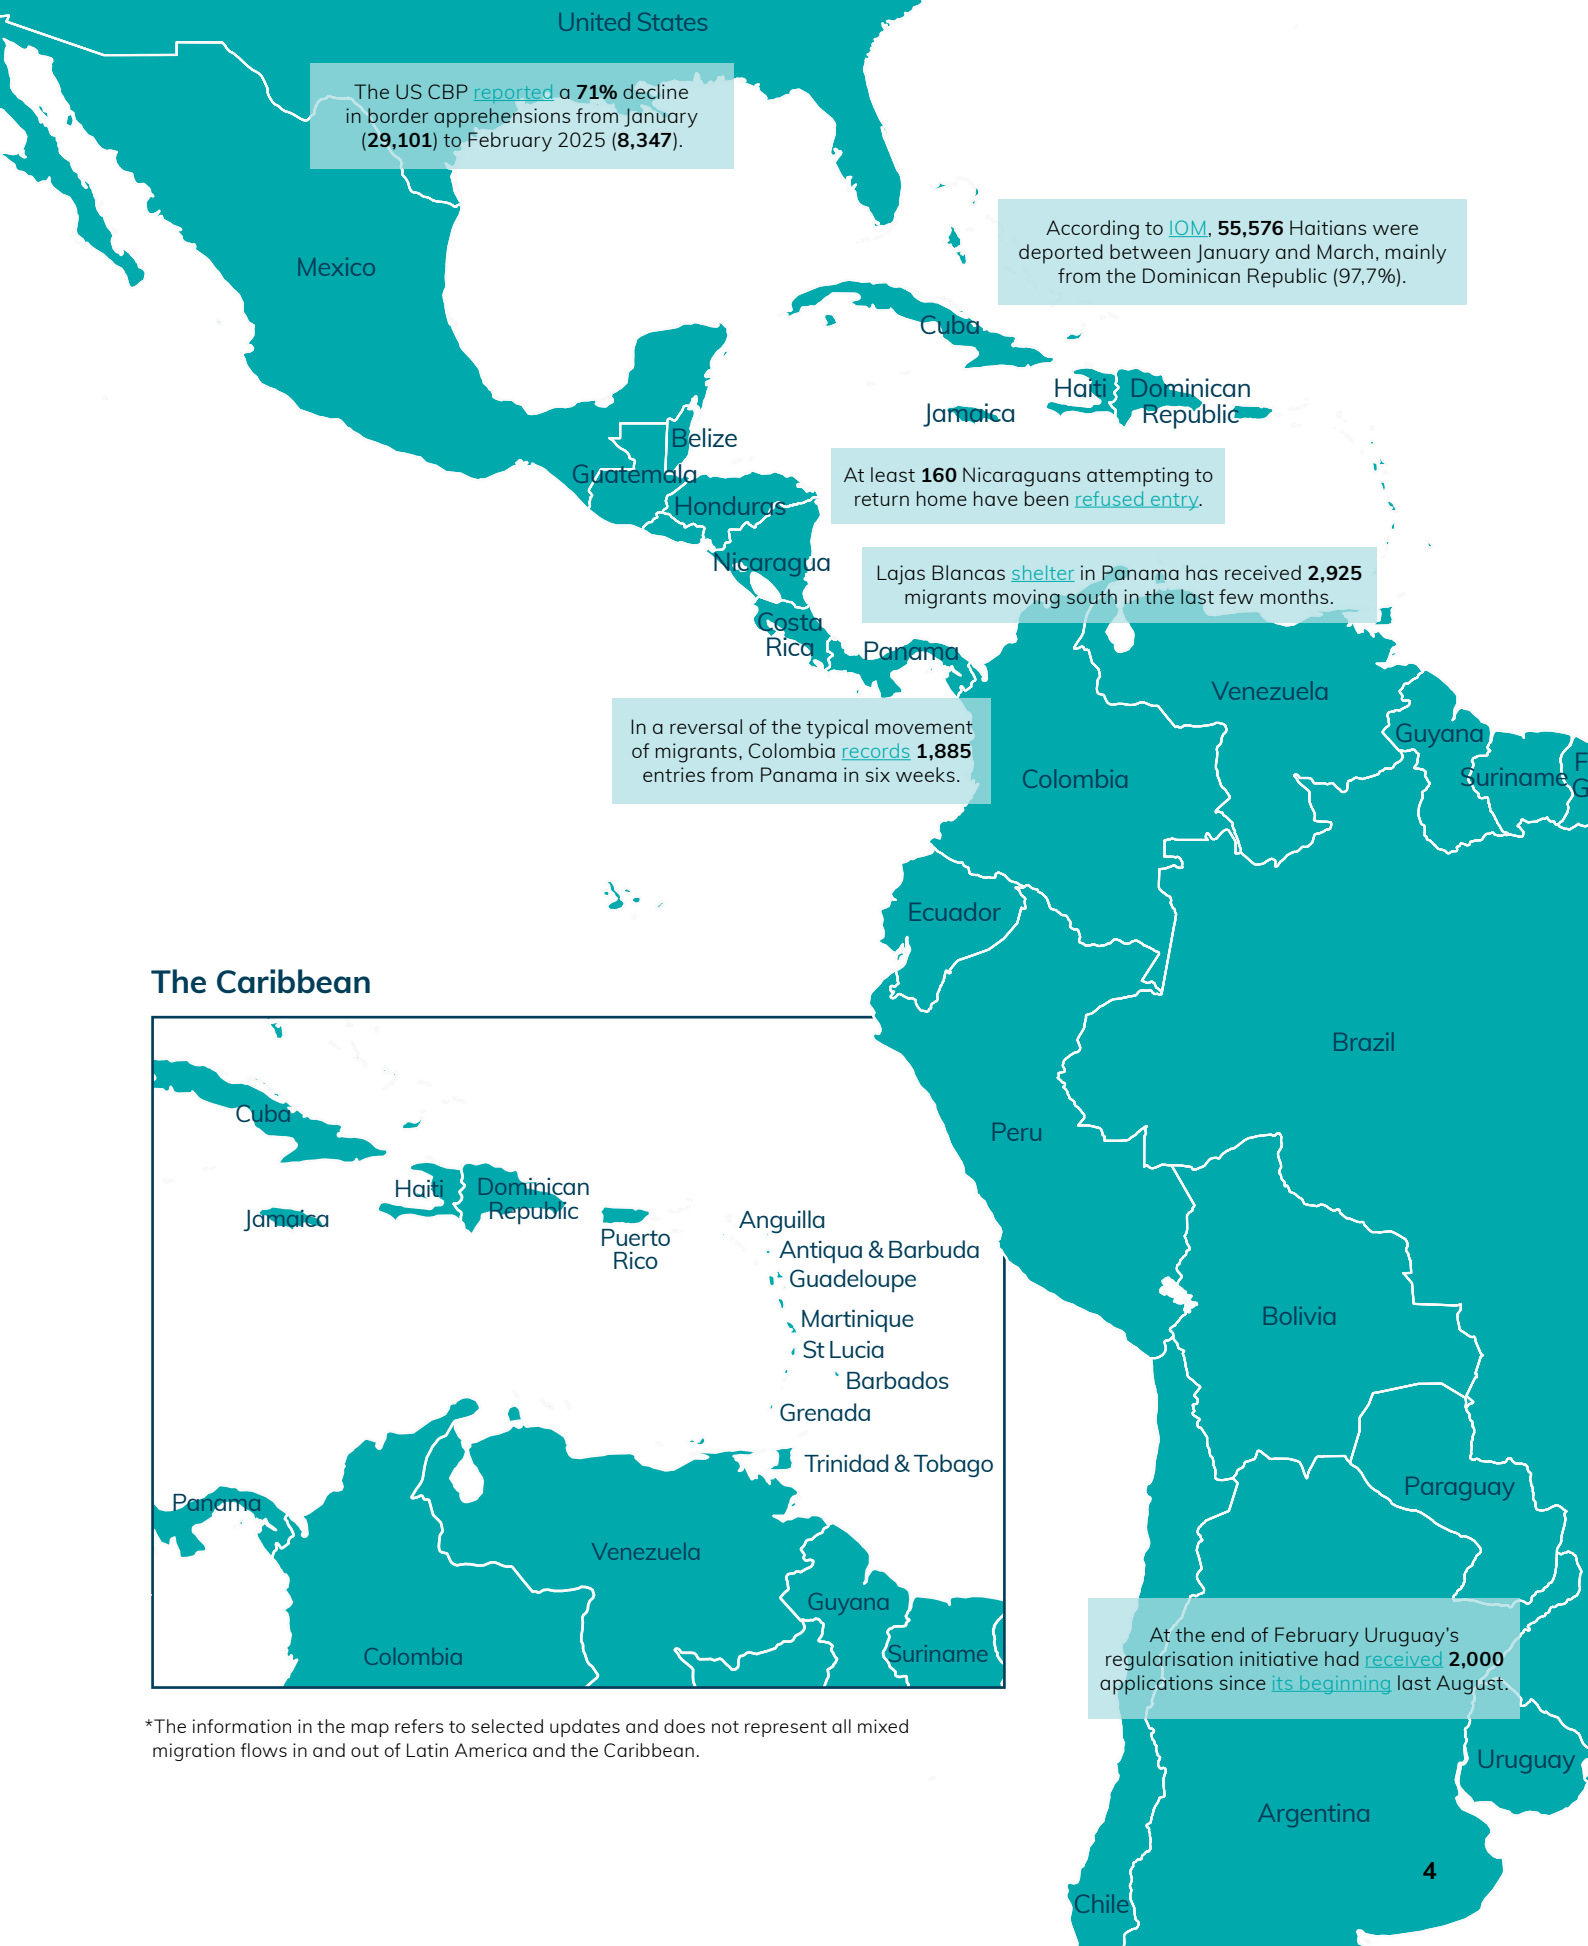 United States
The US CBP reported a 71% decline
in border apprehensions from January
(29,101) to February 2025 (8,347).
According to IOM, 55,576 Haitians were
deported between January and March, mainly
from the Dominican Republic (97,7%).
Mexico
Cuba
Haiti
Dominican
Republic
Jamaica
Belize
Guatemala
Honduras
At least 160 Nicaraguans attempting to
return home have been refused entry.
Nicaragua
Lajas Blancas shelter in Panama has received 2,925
migrants moving south in the last few months.
Costa
Rica
Panama
Venezuela
Guyana
Suriname
F
G
In a reversal of the typical movement
of migrants, Colombia records 1,885
entries from Panama in six weeks.
Colombia
Ecuador
Brazil
Peru
Bolivia
Paraguay
The Caribbean
Cuba
Haiti
Dominican
Republic
Jamaica
Puerto
Rico
Anguilla
Antiqua & Barbuda
Guadeloupe
Martinique
St Lucia
Barbados
Grenada
Trinidad & Tobago
Panama
Venezuela
Guyana
Colombia
Suriname
At the end of February Uruguay's
regularisation initiative had received 2,000
applications since its beginning last August.
*The information in the map refers to selected updates and does not represent all mixed
migration flows in and out of Latin America and the Caribbean.
Uruguay
Argentina
4
Chile